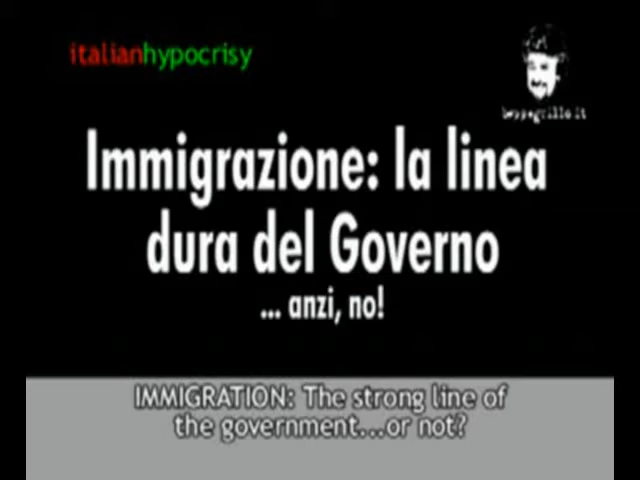 italianhypocrisy
beppegrillo.it
Immigrazione: la linea
dura del Governo
... anzi, no!
IMMIGRATION: The strong line of
the government...or not?